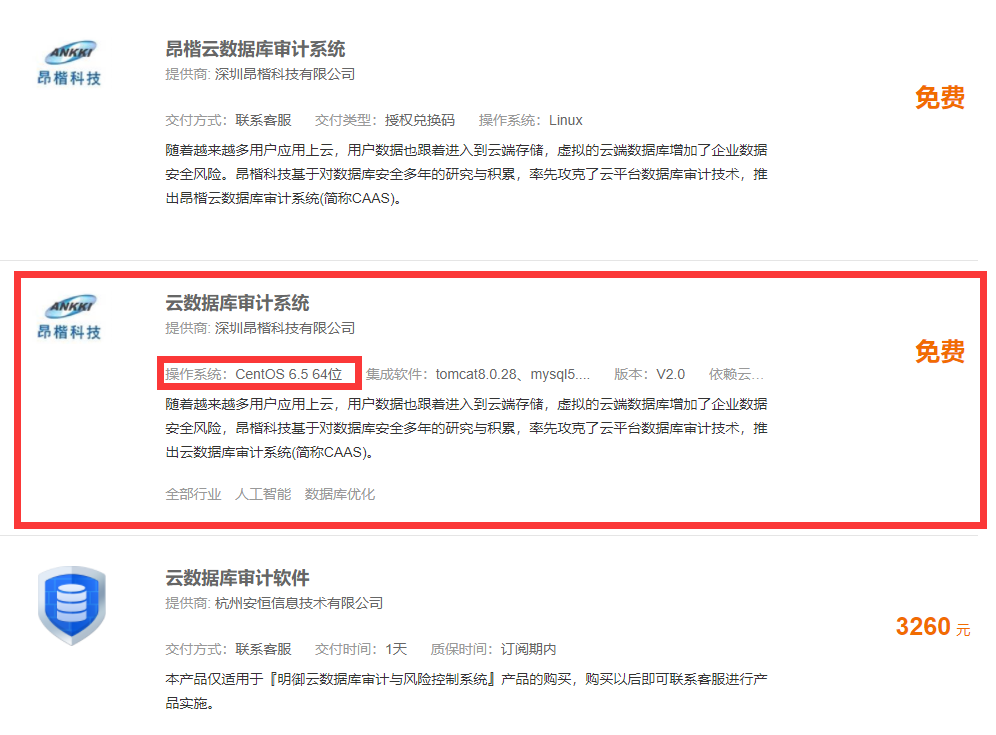 ANKKI
昂楷科技
昂楷云数据库审计系统
提供商: 深圳昂楷科技有限公司
免费
交付方式: 联系客服 交付类型: 授权兑换码 操作系统: Linux
随着越来越多用户应用上云，用户数据也跟着进入到云端存储，虚拟的云端数据库增加了企业数据
安全风险。昂楷科技基于对数据库安全多年的研究与积累，率先攻克了云平台数据库审计技术，推
出昂楷云数据库审计系统(简称CAAS)。
ANKKI
昂楷科技
云数据库审计系统
提供商: 深圳昂楷科技有限公司
免费
操作系统: CentOS 6.5 64位 集成软件: tomcat8.0.28、mysql5.... 版本: V2.0 依赖云...
随着越来越多用户应用上云，用户数据也跟着进入到云端存储，虚拟的云端数据库增加了企业数据
安全风险，昂楷科技基于对数据库安全多年的研究与积累，率先攻克了云平台数据库审计技术，推
出云数据库审计系统(简称CAAS)。
全部行业 人工智能 数据库优化
云数据库审计软件
提供商: 杭州安恒信息技术有限公司
3260 元
交付方式: 联系客服 交付时间: 1天 质保时间: 订阅期内
本产品仅适用于『明御云数据库审计与风险控制系统』产品的购买，购买以后即可联系客服进行产
品实施。